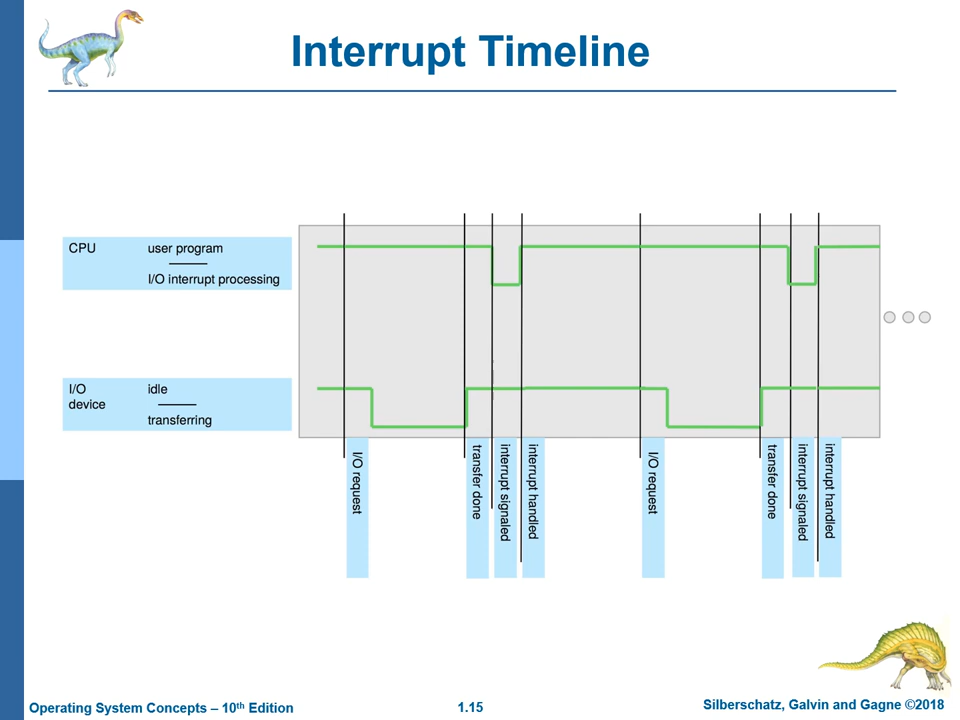 Interrupt Timeline
CPU
user program
I/O interrupt processing
I/O
device
idle
transferring
I/O request
transfer done
interrupt signaled
interrupt handled
I/O request
transfer done
interrupt signaled
interrupt handled
Operating System Concepts – 10th Edition
1.15
Silberschatz, Galvin and Gagne ©2018